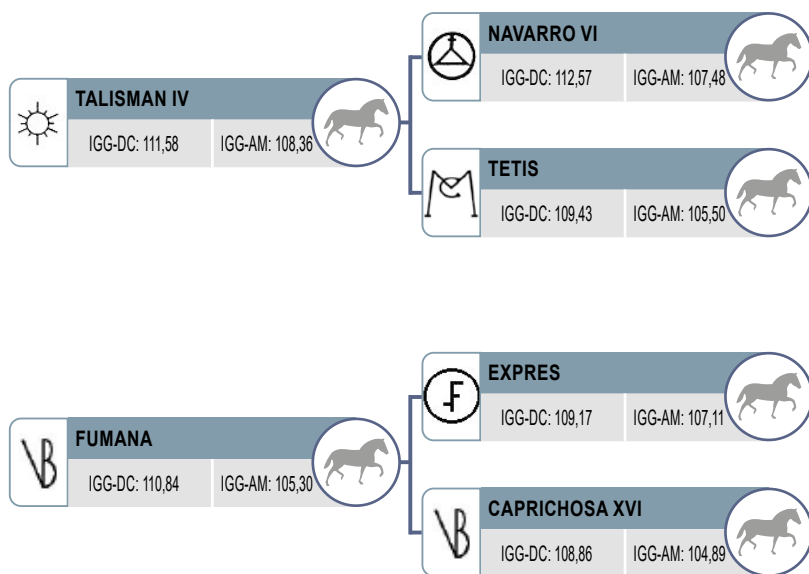 NAVARRO VI
IGG-DC: 112,57 IGG-AM: 107,48
TALISMAN IV
IGG-DC: 111,58 IGG-AM: 108,36
TETIS
IGG-DC: 109,43 IGG-AM: 105,50
EXPRES
IGG-DC: 109,17 IGG-AM: 107,11
FUMANA
IGG-DC: 110,84 IGG-AM: 105,30
CAPRICHOSA XVI
IGG-DC: 108,86 IGG-AM: 104,89